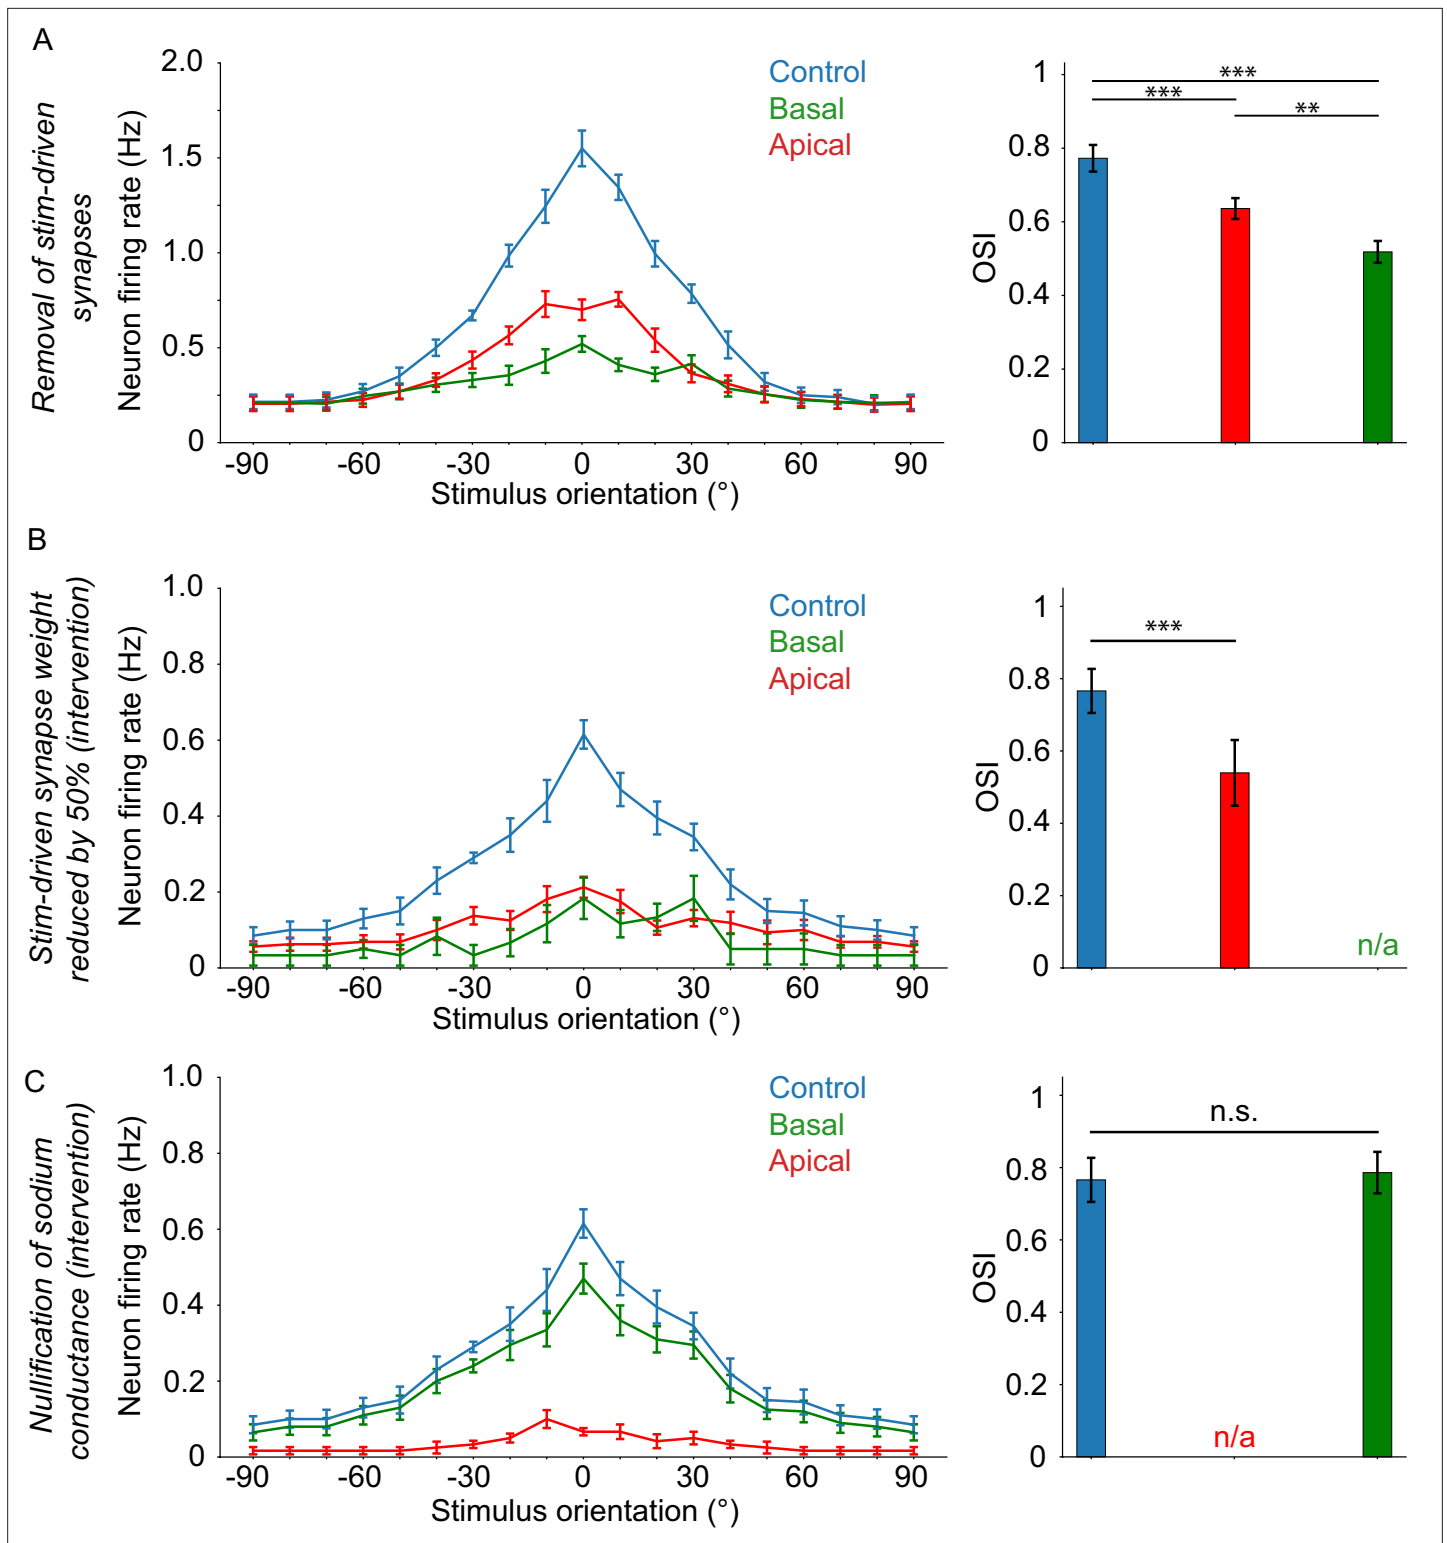 A
Removal of stim-driven
synapses
Neuron firing rate (Hz)
2.0
1.5
1.0
0.5
0
Control
Basal
Apical
-90
-60
-30
0
30
60
90
Stimulus orientation (°)
OSI
1
0.8
0.6
0.4
0.2
0
***
***
**
B
Stim-driven synapse weight
reduced by 50% (intervention)
Neuron firing rate (Hz)
1.0
0.8
0.6
0.4
0.2
0
Control
Basal
Apical
-90
-60
-30
0
30
60
90
Stimulus orientation (°)
OSI
1
0.8
0.6
0.4
0.2
0
***
n/a
C
Nullification of sodium
conductance (intervention)
Neuron firing rate (Hz)
1.0
0.8
0.6
0.4
0.2
0
Control
Basal
Apical
-90
-60
-30
0
30
60
90
Stimulus orientation (°)
OSI
1
0.8
0.6
0.4
0.2
0
n.s.
n/a